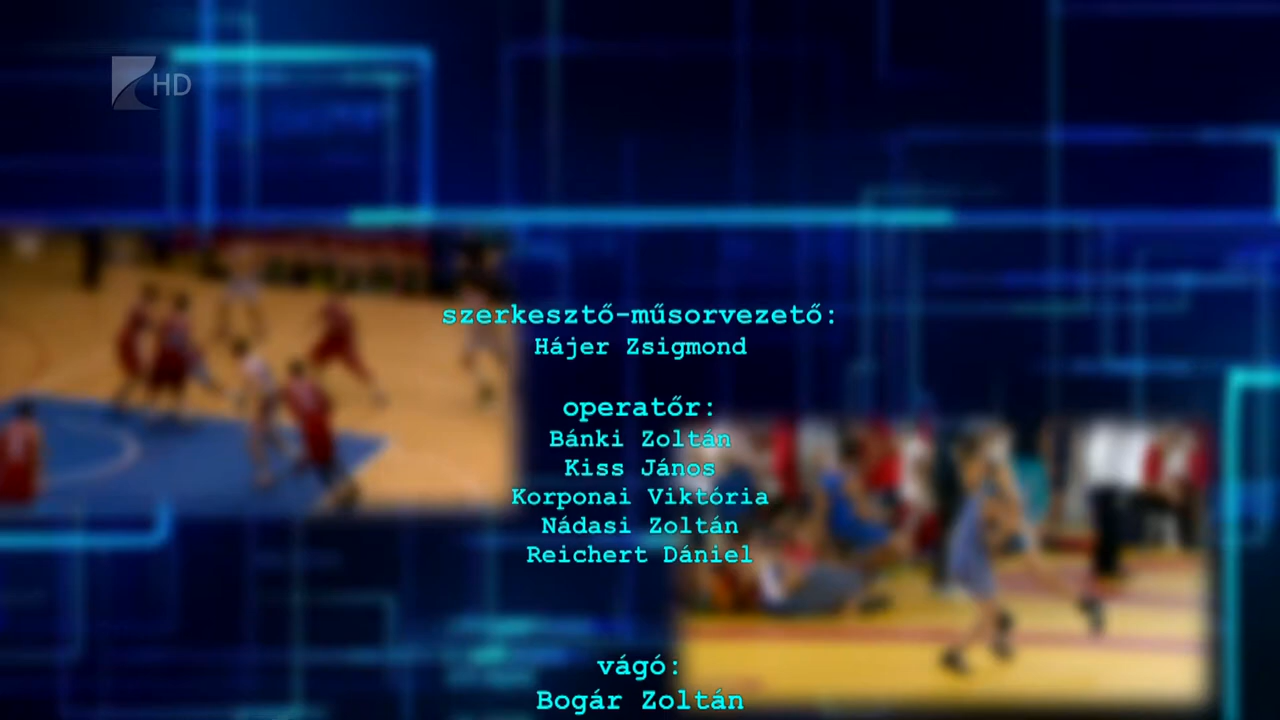 HD
szerkesztő-műsorvezető:
Hájer Zsigmond
operatőr:
Bánki Zoltán
Kiss János
Korponai Viktória
Nádasi Zoltán
Reichert Dániel
vágó:
Bogár Zoltán